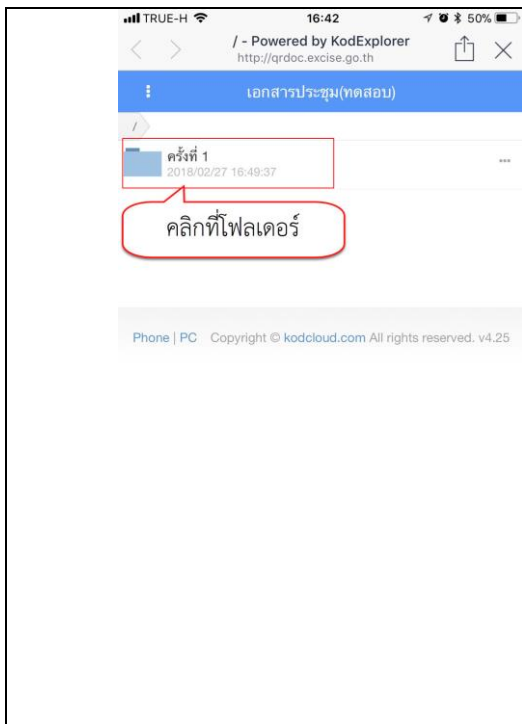 TRUE-H 16:42 50%
/ - Powered by KodExplorer
http://qrdoc.excise.go.th
เอกสารประชุม(ทดสอบ)
/
ครั้งที่ 1
2018/02/27 16:49:37
คลิกที่โฟลเดอร์
Phone | PC Copyright © kodcloud.com All rights reserved. v4.25